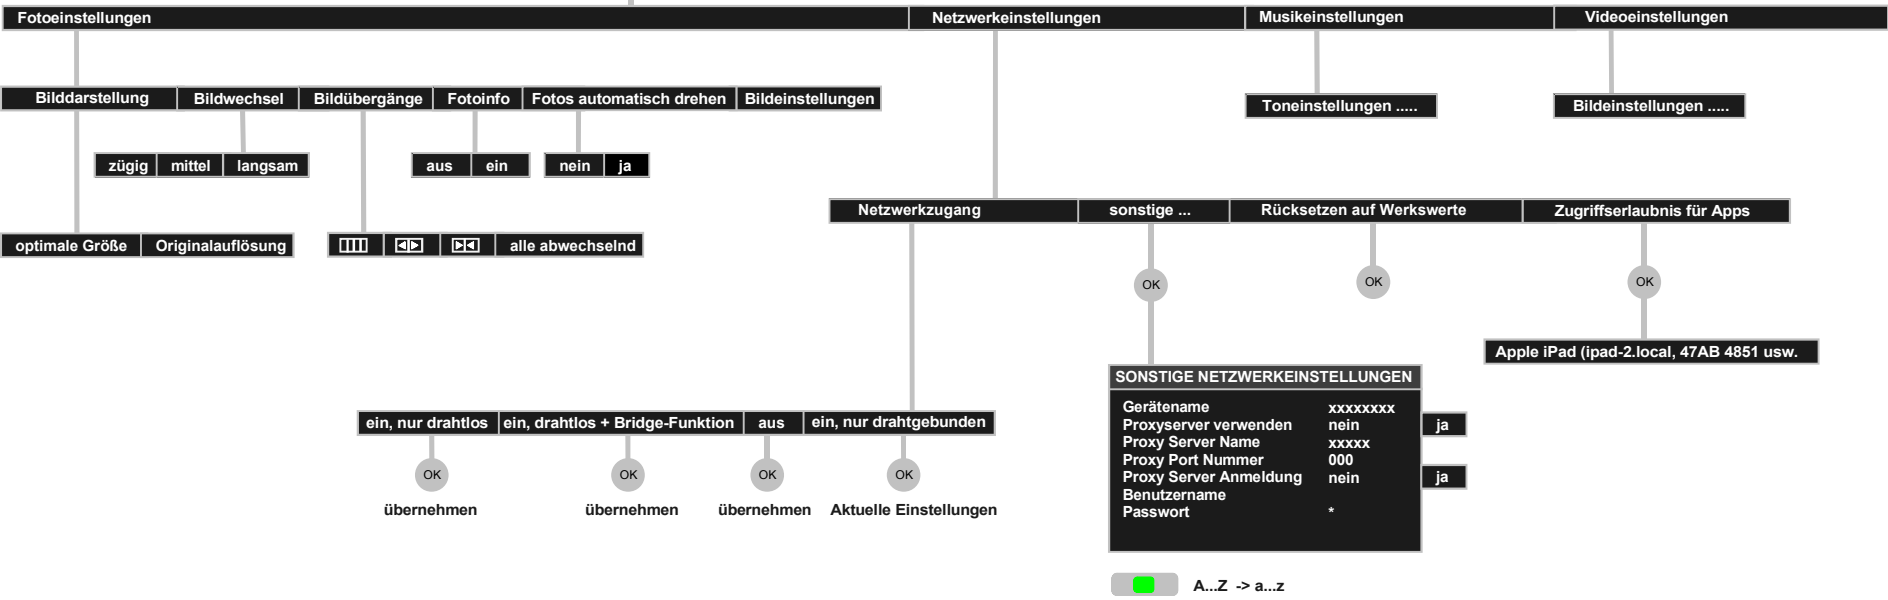 Fotoeinstellungen Netzwerkeinstellungen Musikeinstellungen Videoeinstellungen
Bilddarstellung Bildwechsel Bildübergänge Fotoinfo Fotos automatisch drehen Bildeinstellungen
Toneinstellungen ..... Bildeinstellungen .....
zügig mittel langsam aus ein nein ja
Netzwerkzugang sonstige ... Rücksetzen auf Werkswerte Zugriffserlaubnis für Apps
optimale Größe Originalauflösung alle abwechselnd
OK OK OK
Apple iPad (ipad-2.local, 47AB 4851 usw.
SONSTIGE NETZWERKEINSTELLUNGEN
Gerätename xxxxxxxx
Proxyserver verwenden nein ja
Proxy Server Name xxxxx
Proxy Port Nummer 000
Proxy Server Anmeldung nein ja
Benutzername
Passwort *
ein, nur drahtlos ein, drahtlos + Bridge-Funktion aus ein, nur drahtgebunden
OK OK OK OK
übernehmen übernehmen übernehmen Aktuelle Einstellungen
A...Z -> a...z